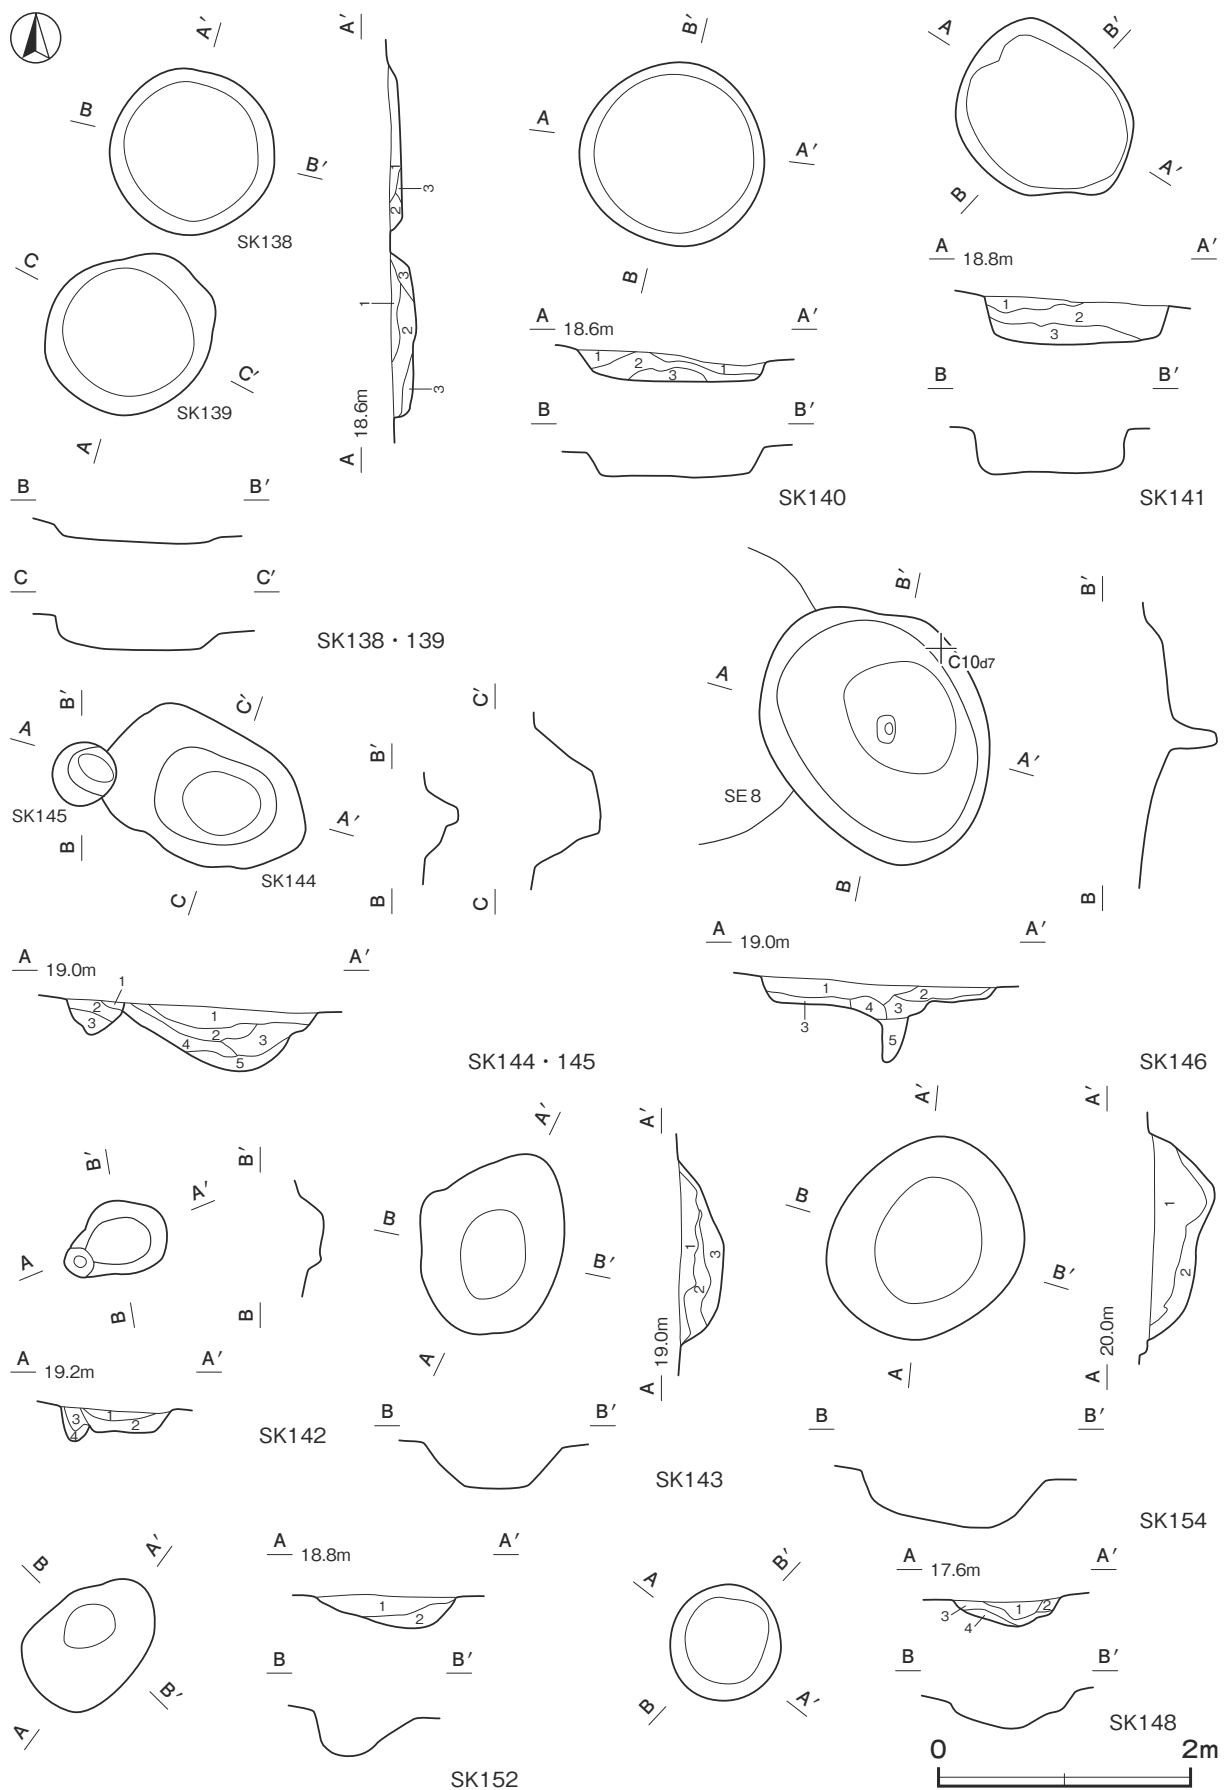 A A′
B B′
SK138
C C′
SK139
A A′
A 18.6m A′
1
3
2
3
1
2
3
B B′
C C′
SK138・139
A A′
B B′
A 18.6m A′
1
2
3
1
B B′
SK140
A A′
B B′
A 18.8m A′
1
2
3
B B′
SK141
B B′
A A′
C C′
SK145
SK144
B B′
C C′
A 19.0m A′
1
2
3
1
2
3
4
5
SK144・145
A A′
B B′
C10d7
SE8
B B′
A 19.0m A′
1
2
3
4
3
5
SK146
A A′
B B′
B B′
A 19.2m A′
3
1
2
4
SK142
A A′
B B′
A 19.0m A′
1
3
2
B B′
SK143
A A′
B B′
A 20.0m A′
1
2
B B′
SK154
A A′
B B′
A 18.8m A′
1
2
B B′
SK152
A A′
B B′
A 17.6m A′
3
4
1
2
B B′
SK148
0 2m